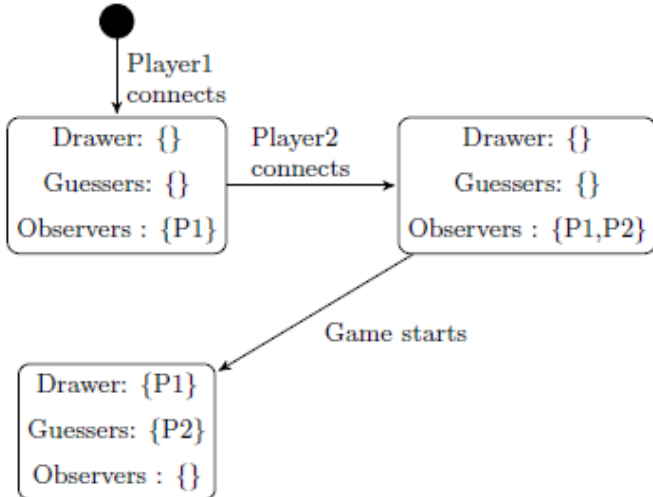 Player1
connects
Drawer: {}
Guessers: {}
Observers : {P1}
Player2
connects
Drawer: {}
Guessers: {}
Observers : {P1,P2}
Game starts
Drawer: {P1}
Guessers: {P2}
Observers : {}